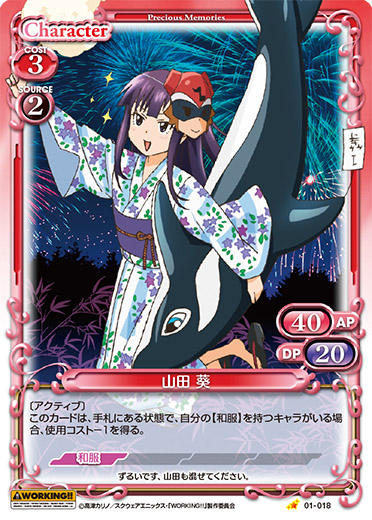 Precious Memories
Character
COST
3
SOURCE
2
40 AP
DP 20
山田 葵
[アクティブ]
このカードは、手札にある状態で、自分の【和服】を持つキャラがいる場
合、使用コスト－1を得る。
和服
ずるいです、山田も混ぜてください。
WORKING!!
©高津カリノ／スクウェアエニックス・「WORKING!!」製作委員会
01-018